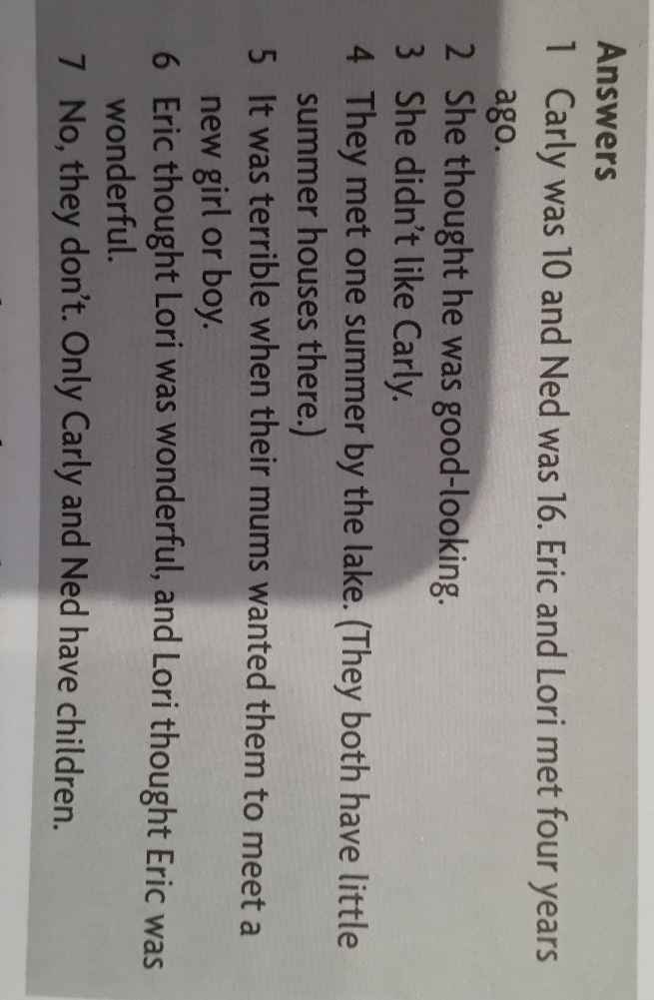 Answers
1 Carly was 10 and Ned was 16. Eric and Lori met four years
ago.
2 She thought he was good-looking.
3 She didn't like Carly.
4 They met one summer by the lake. (They both have little
summer houses there.)
5 It was terrible when their mums wanted them to meet a
new girl or boy.
6 Eric thought Lori was wonderful, and Lori thought Eric was
wonderful.
7 No, they don't. Only Carly and Ned have children.